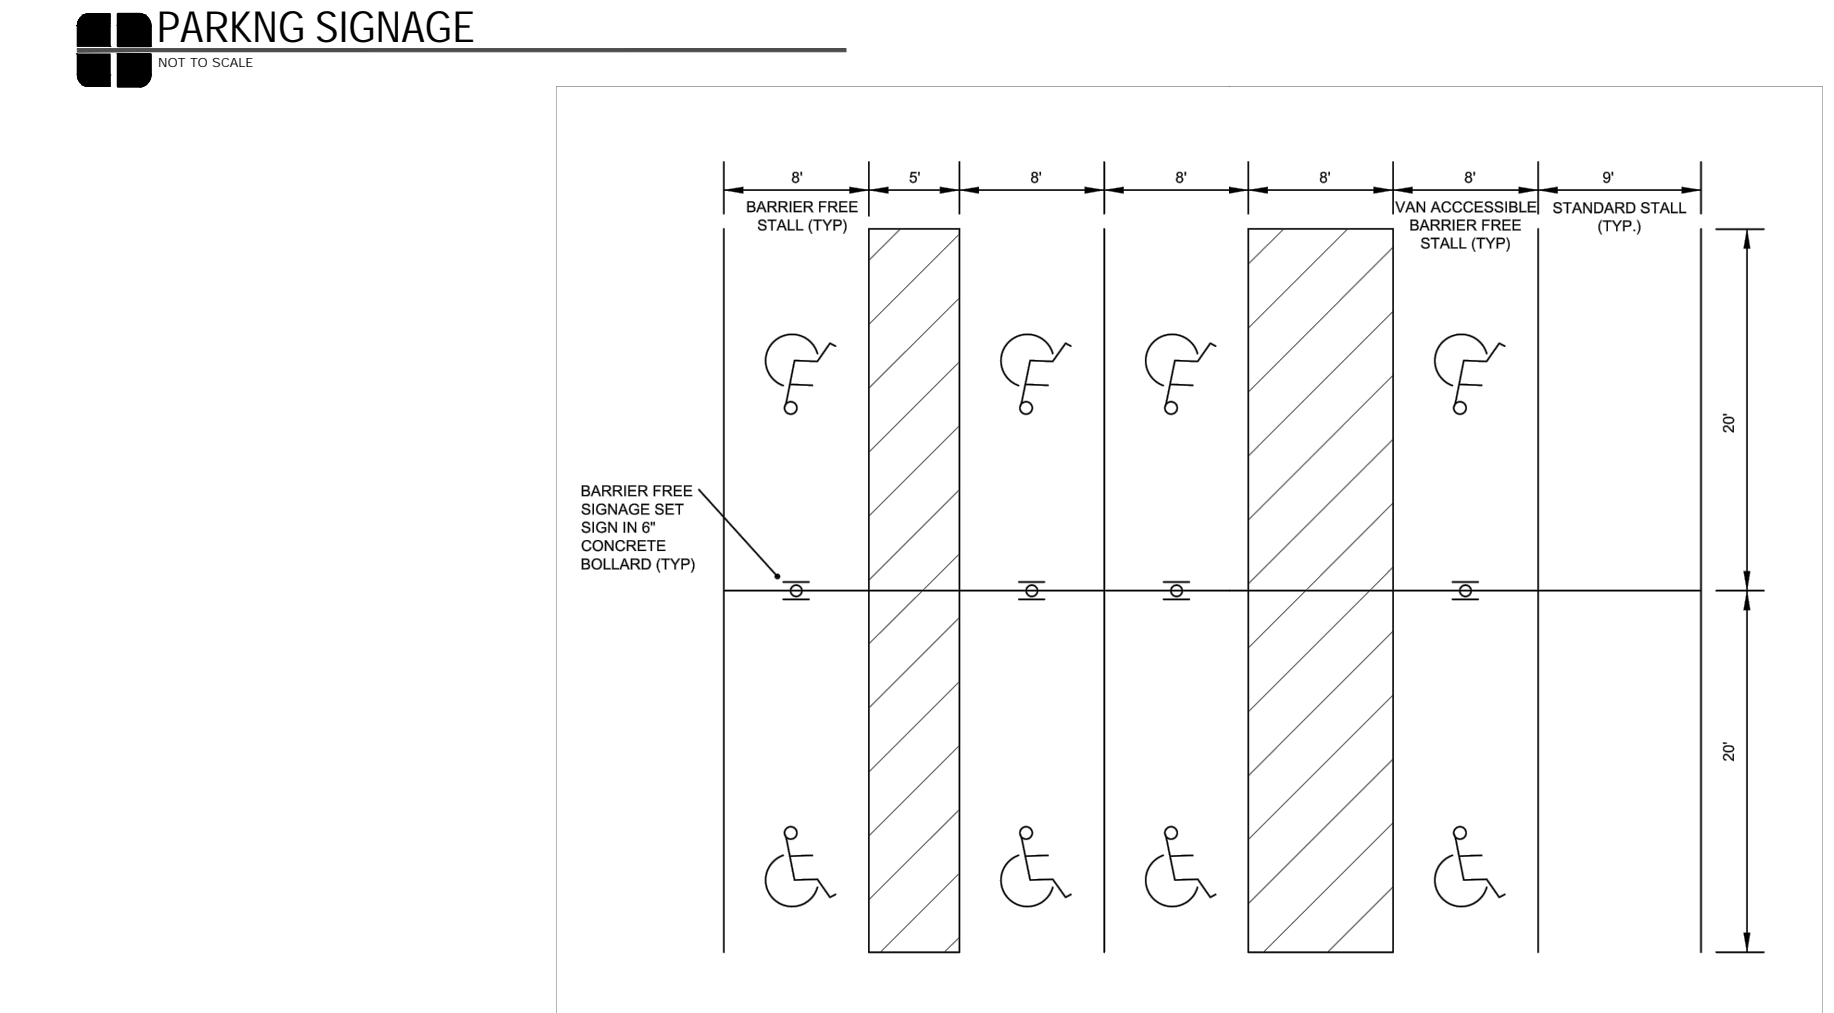 PARKNG SIGNAGE
NOT TO SCALE
8'
5'
8'
8'
8'
8'
9'
BARRIER FREE
STALL (TYP)
VAN ACCCESSIBLE
BARRIER FREE
STALL (TYP)
STANDARD STALL
(TYP.)
20'
BARRIER FREE
SIGNAGE SET
SIGN IN 6"
CONCRETE
BOLLARD (TYP)
20'